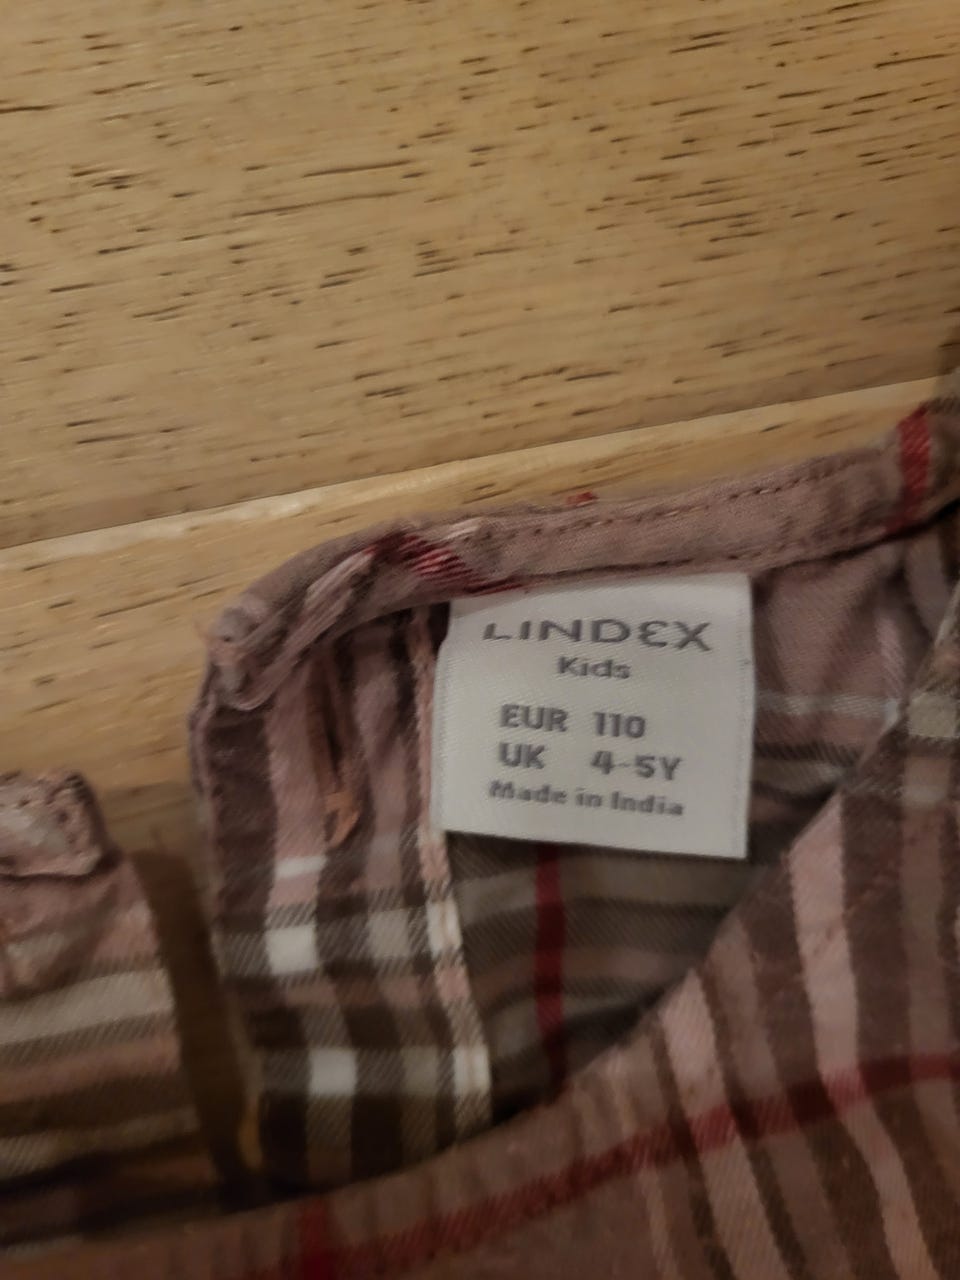 LINDEX
Kids
EUR 110
UK 4-5Y
Made in India